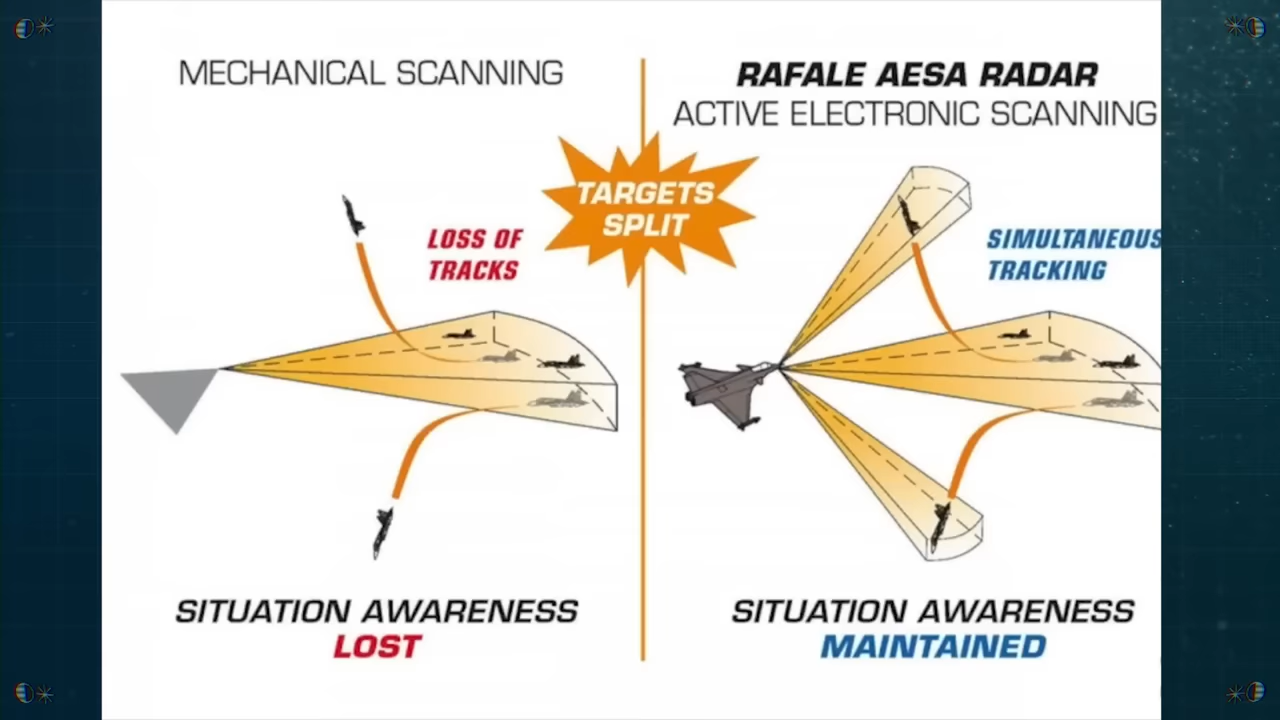 MECHANICAL SCANNING
RAFALE AESA RADAR
ACTIVE ELECTRONIC SCANNING
TARGETS
SPLIT
LOSS OF
TRACKS
SIMULTANEOUS
TRACKING
SITUATION AWARENESS
LOST
SITUATION AWARENESS
MAINTAINED